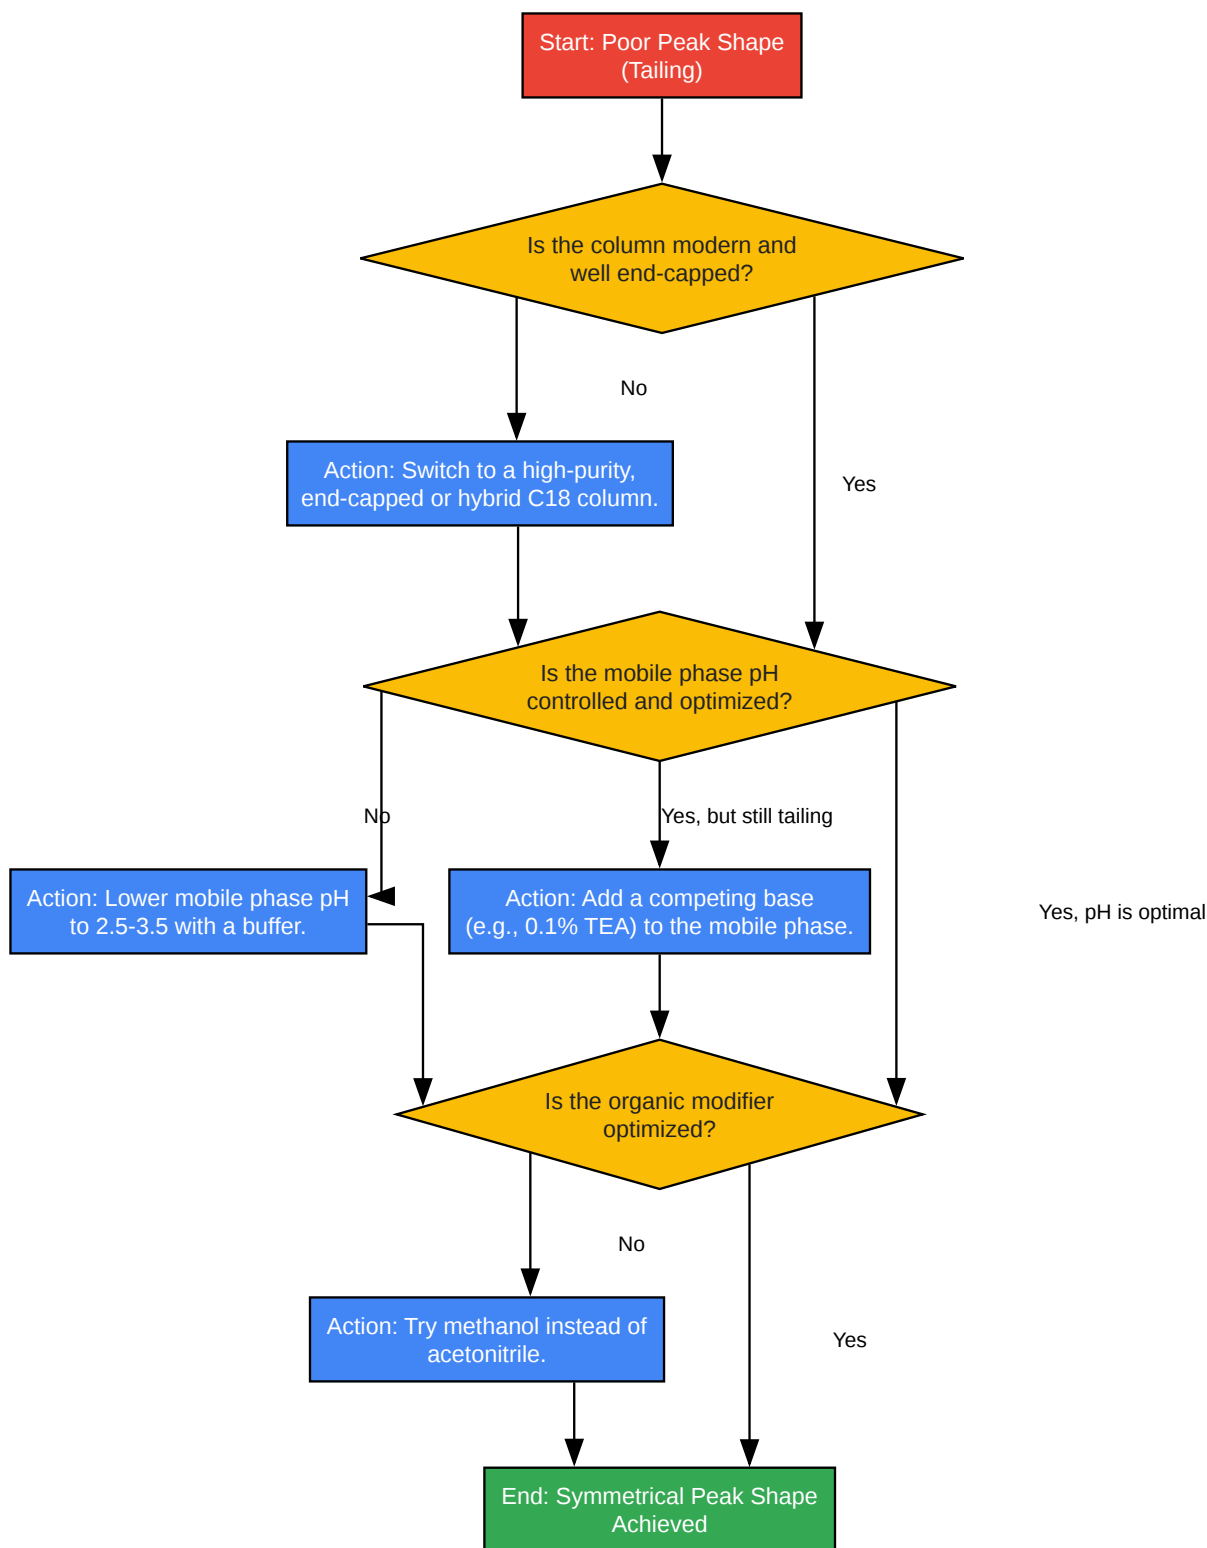 Start: Poor Peak Shape
(Tailing)
Is the column modern and
well end-capped?
No
Action: Switch to a high-purity,
end-capped or hybrid C18 column.
Yes
Is the mobile phase pH
controlled and optimized?
No
Yes, but still tailing
Action: Lower mobile phase pH
to 2.5-3.5 with a buffer.
Action: Add a competing base
(e.g., 0.1% TEA) to the mobile phase.
Yes, pH is optimal
Is the organic modifier
optimized?
No
Action: Try methanol instead of
acetonitrile.
Yes
End: Symmetrical Peak Shape
Achieved